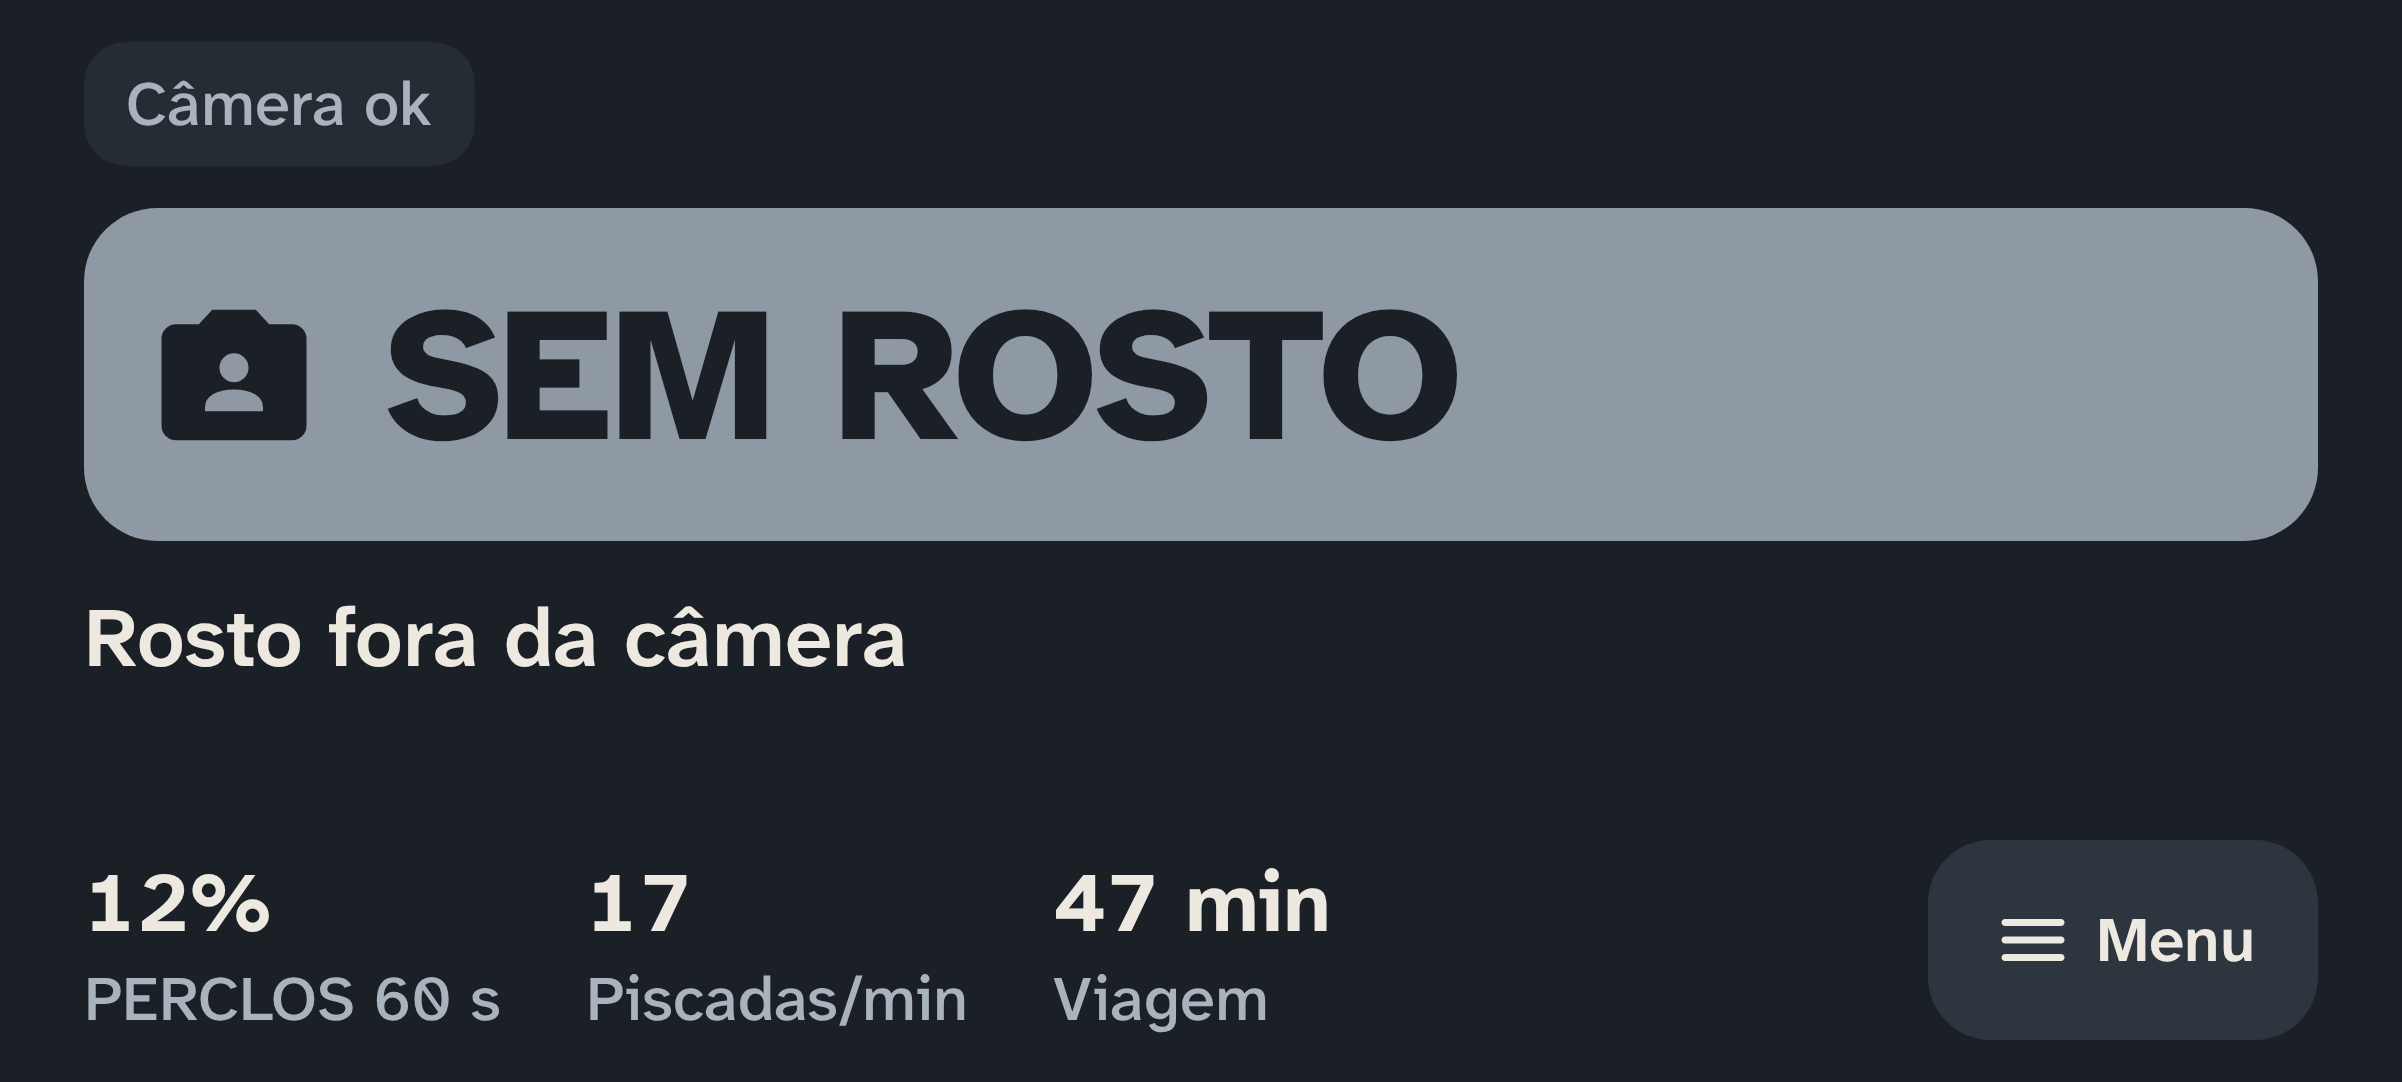 Câmera ok
SEM ROSTO
Rosto fora da câmera
12% 17 47 min
PERCLOS 60 s Piscadas/min Viagem
Menu